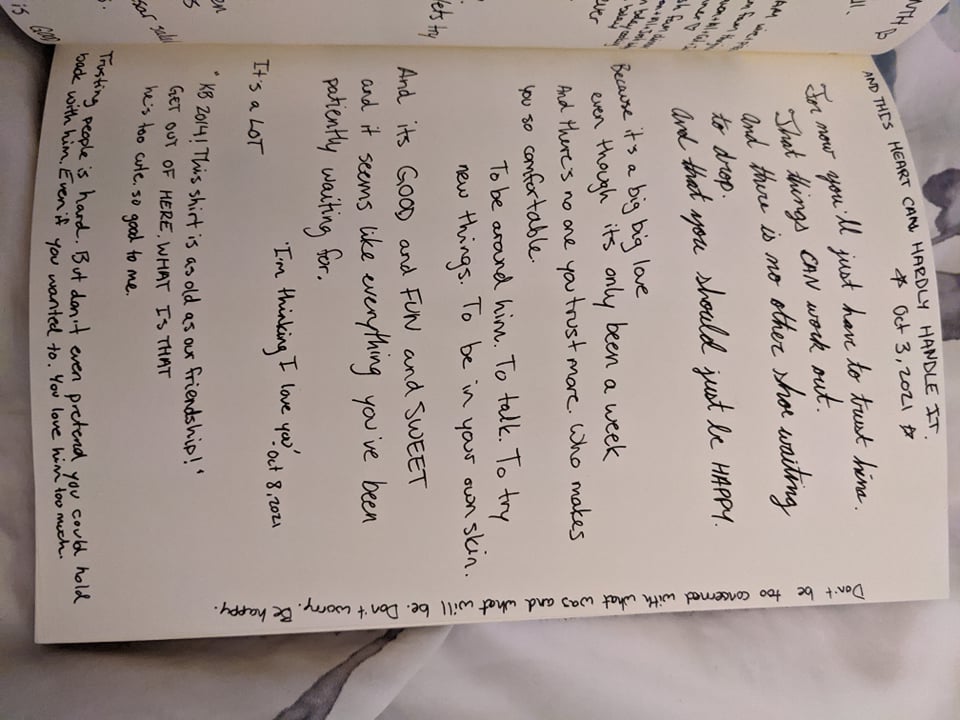 AND THIS HEART CAN HARDLY HANDLE IT.
☆ Oct 3, 2021 ☆
For now you'll just have to trust him.
That things CAN work out.
And there is no other shoe waiting
to drop.
And that you should just be HAPPY.
Because it's a big big love
even though its only been a week
And there's no one you trust more. Who makes
you so comfortable.
To be around him. To talk. To try
new things. To be in your own skin.
And its GOOD and FUN and SWEET
and it seems like everything you've been
patiently waiting for.
'I'm thinking I love you'
- Oct 8, 2021
It's a LOT
"KB 2014! This shirt is as old as our friendship!"
GET OUT OF HERE. WHAT IS THAT
he's too cute. so good to me.
Trusting people is hard. But don't even pretend you could hold
back with him. Even if you wanted to. You love him too much.
Don't be too concerned with what was and what will be. Don't worry. Be happy.
lets try
ever
is GOOD